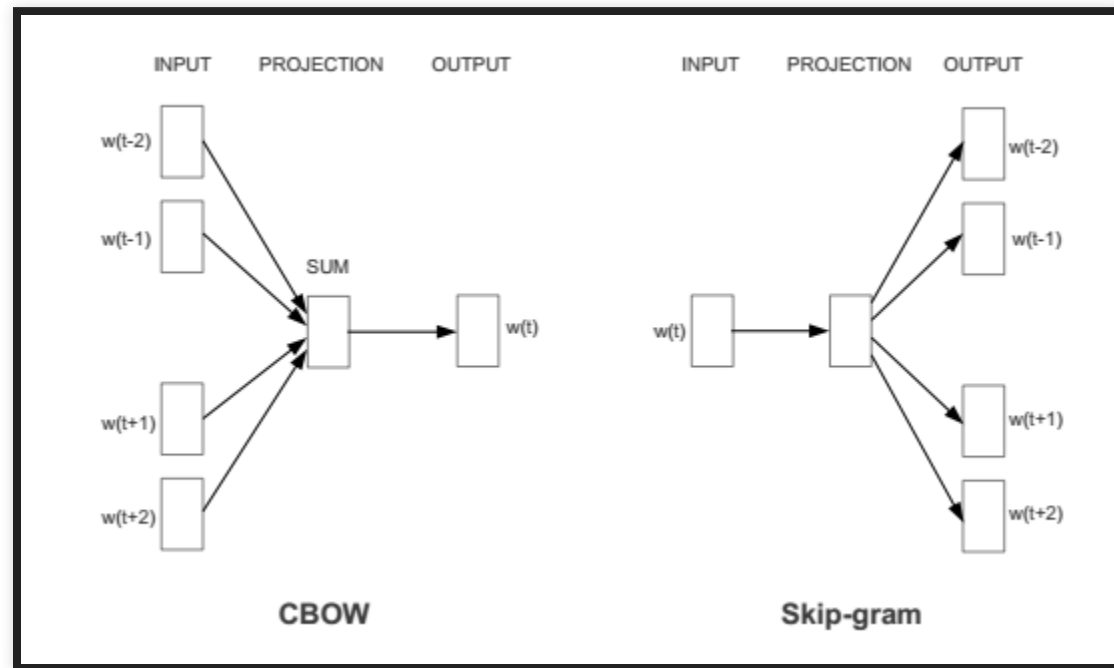 INPUT PROJECTION OUTPUT
w(t-2)
w(t-1)
SUM
w(t)
w(t+1)
w(t+2)
CBOW
INPUT PROJECTION OUTPUT
w(t-2)
w(t-1)
w(t)
w(t+1)
w(t+2)
Skip-gram